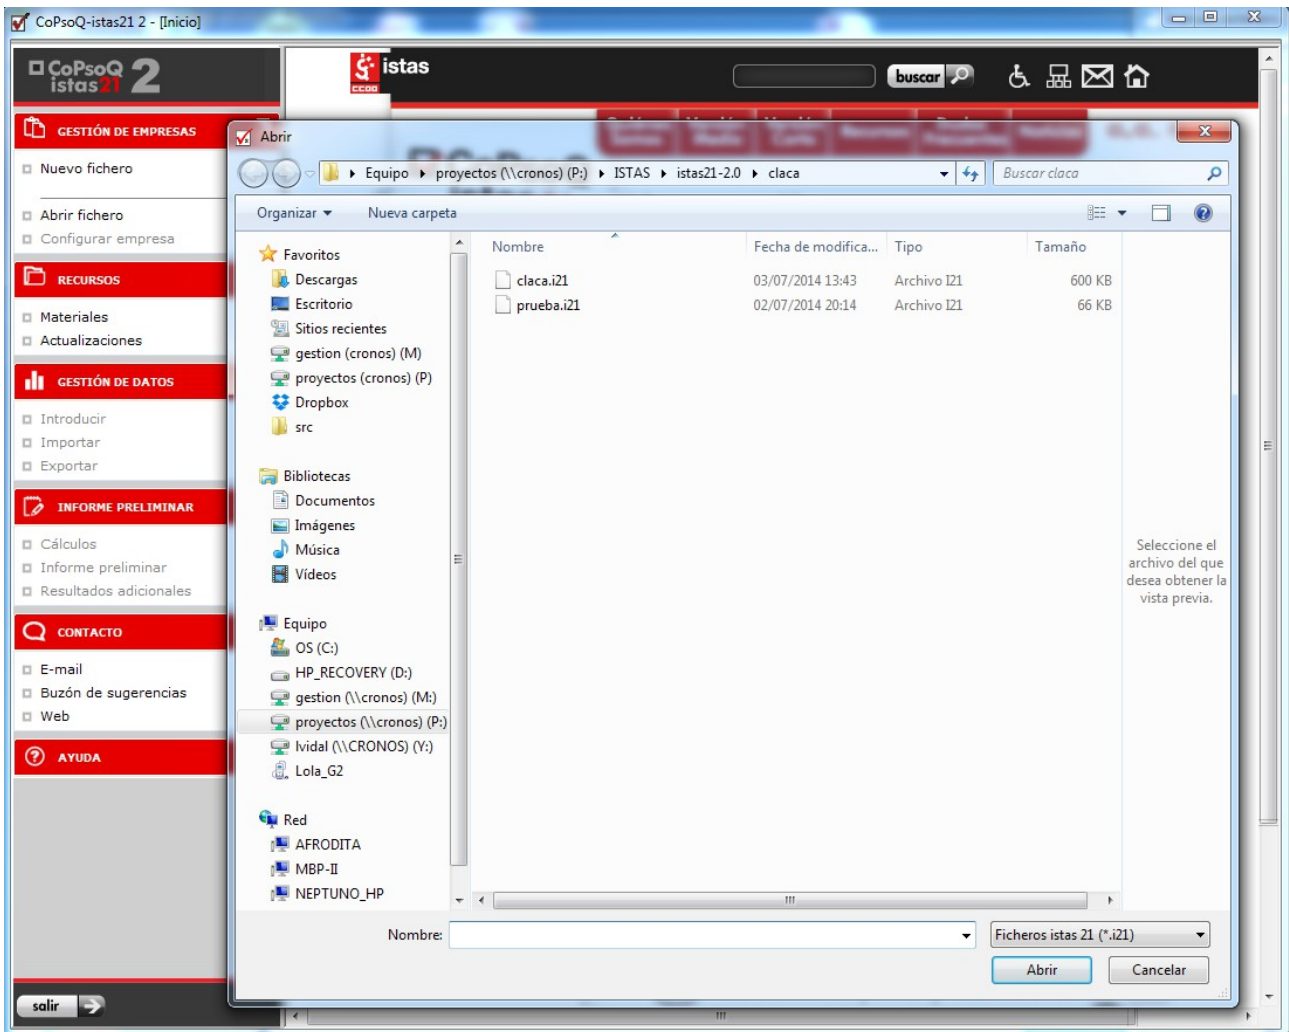 CoPsoQ-istas21 2 - [Inicio]
CoPsoQ 2
istas21
istas
ccoo
buscar
GESTIÓN DE EMPRESAS
Nuevo fichero
Abrir fichero
Configurar empresa
RECURSOS
Materiales
Actualizaciones
GESTIÓN DE DATOS
Introducir
Importar
Exportar
INFORME PRELIMINAR
Cálculos
Informe preliminar
Resultados adicionales
CONTACTO
E-mail
Buzón de sugerencias
Web
AYUDA
salir
Abrir
Equipo proyectos (\\cronos) (P:) ISTAS istas21-2.0 claca
Buscar claca
Organizar Nueva carpeta
Favoritos
Descargas
Escritorio
Sitios recientes
gestion (cronos) (M)
proyectos (cronos) (P)
Dropbox
src
Bibliotecas
Documentos
Imágenes
Música
Vídeos
Equipo
OS (C:)
HP_RECOVERY (D:)
gestion (\\cronos) (M:)
proyectos (\\cronos) (P:)
lvidal (\\CRONOS) (Y:)
Lola_G2
Red
AFRODITA
MBP-II
NEPTUNO_HP
Nombre Fecha de modifica... Tipo Tamaño
claca.i21 03/07/2014 13:43 Archivo I21 600 KB
prueba.i21 02/07/2014 20:14 Archivo I21 66 KB
Seleccione el
archivo del que
desea obtener la
vista previa.
Nombre:
Ficheros istas 21 (*.i21)
Abrir Cancelar